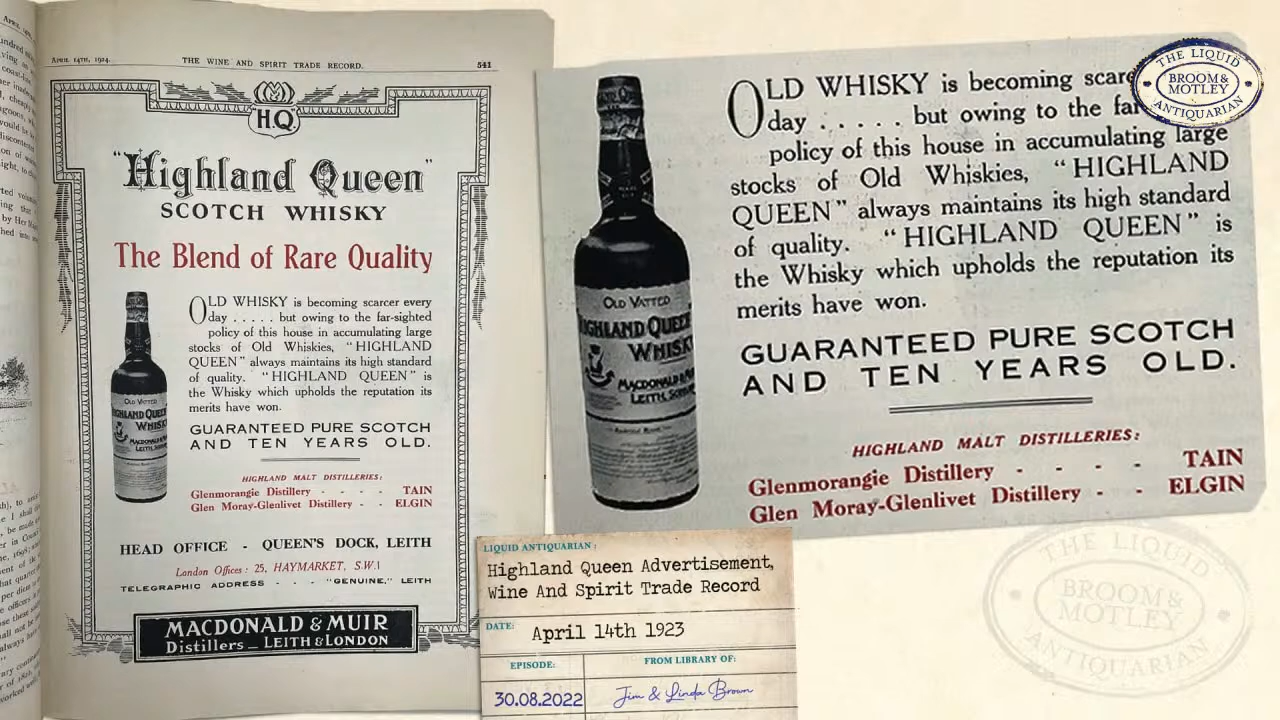 April 14th, 1924.
THE WINE AND SPIRIT TRADE RECORD.
541
H.Q.
"Highland Queen"
SCOTCH WHISKY
The Blend of Rare Quality
OLD WHISKY is becoming scarcer every
day . . . . . but owing to the far-sighted
policy of this house in accumulating large
stocks of Old Whiskies, "HIGHLAND
QUEEN" always maintains its high standard
of quality. "HIGHLAND QUEEN" is
the Whisky which upholds the reputation its
merits have won.
GUARANTEED PURE SCOTCH
AND TEN YEARS OLD.
OLD VATTED
HIGHLAND QUEEN
WHISK
MACDONALD &
LEITH,
HIGHLAND MALT DISTILLERIES:
Glenmorangie Distillery - - - - TAIN
Glen Moray-Glenlivet Distillery - - ELGIN
HEAD OFFICE - QUEEN'S DOCK, LEITH
London Offices: 25, HAYMARKET, S.W.1
TELEGRAPHIC ADDRESS - - - "GENUINE," LEITH
MACDONALD & MUIR
Distillers — LEITH & LONDON
OLD WHISKY is becoming scarc
day . . . . . but owing to the far
policy of this house in accumulating large
stocks of Old Whiskies, "HIGHLAND
QUEEN" always maintains its high standard
of quality. "HIGHLAND QUEEN" is
the Whisky which upholds the reputation its
merits have won.
GUARANTEED PURE SCOTCH
AND TEN YEARS OLD.
OLD VATTED
HIGHLAND QUEEN
WHISK
MACDONALD &
LEITH,
HIGHLAND MALT DISTILLERIES:
Glenmorangie Distillery - - - - TAIN
Glen Moray-Glenlivet Distillery - - ELGIN
THE LIQUID
BROOM &
MOTLEY
ANTIQUARIAN
LIQUID ANTIQUARIAN:
Highland Queen Advertisement,
Wine And Spirit Trade Record
DATE:
April 14th 1923
EPISODE:
FROM LIBRARY OF:
30.08.2022
Jim & Linda Brown
THE LIQUID
BROOM &
MOTLEY
ANTIQUARIAN